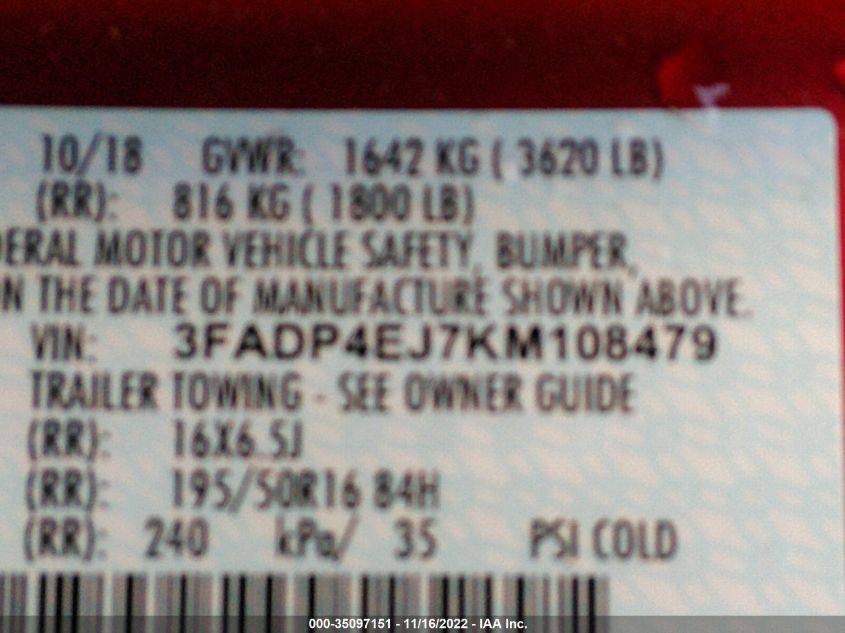 10/18 GVWR: 1642 KG ( 3620 LB)
(RR): 816 KG ( 1800 LB)
DERAL MOTOR VEHICLE SAFETY, BUMPER,
ON THE DATE OF MANUFACTURE SHOWN ABOVE.
VIN: 3FADP4EJ7KM108479
TRAILER TOWING - SEE OWNER GUIDE
(RR): 16X6.5J
(RR): 195/50R16 84H
(RR): 240 kPa/ 35 PSI COLD
000-35097151 - 11/16/2022 - IAA Inc.